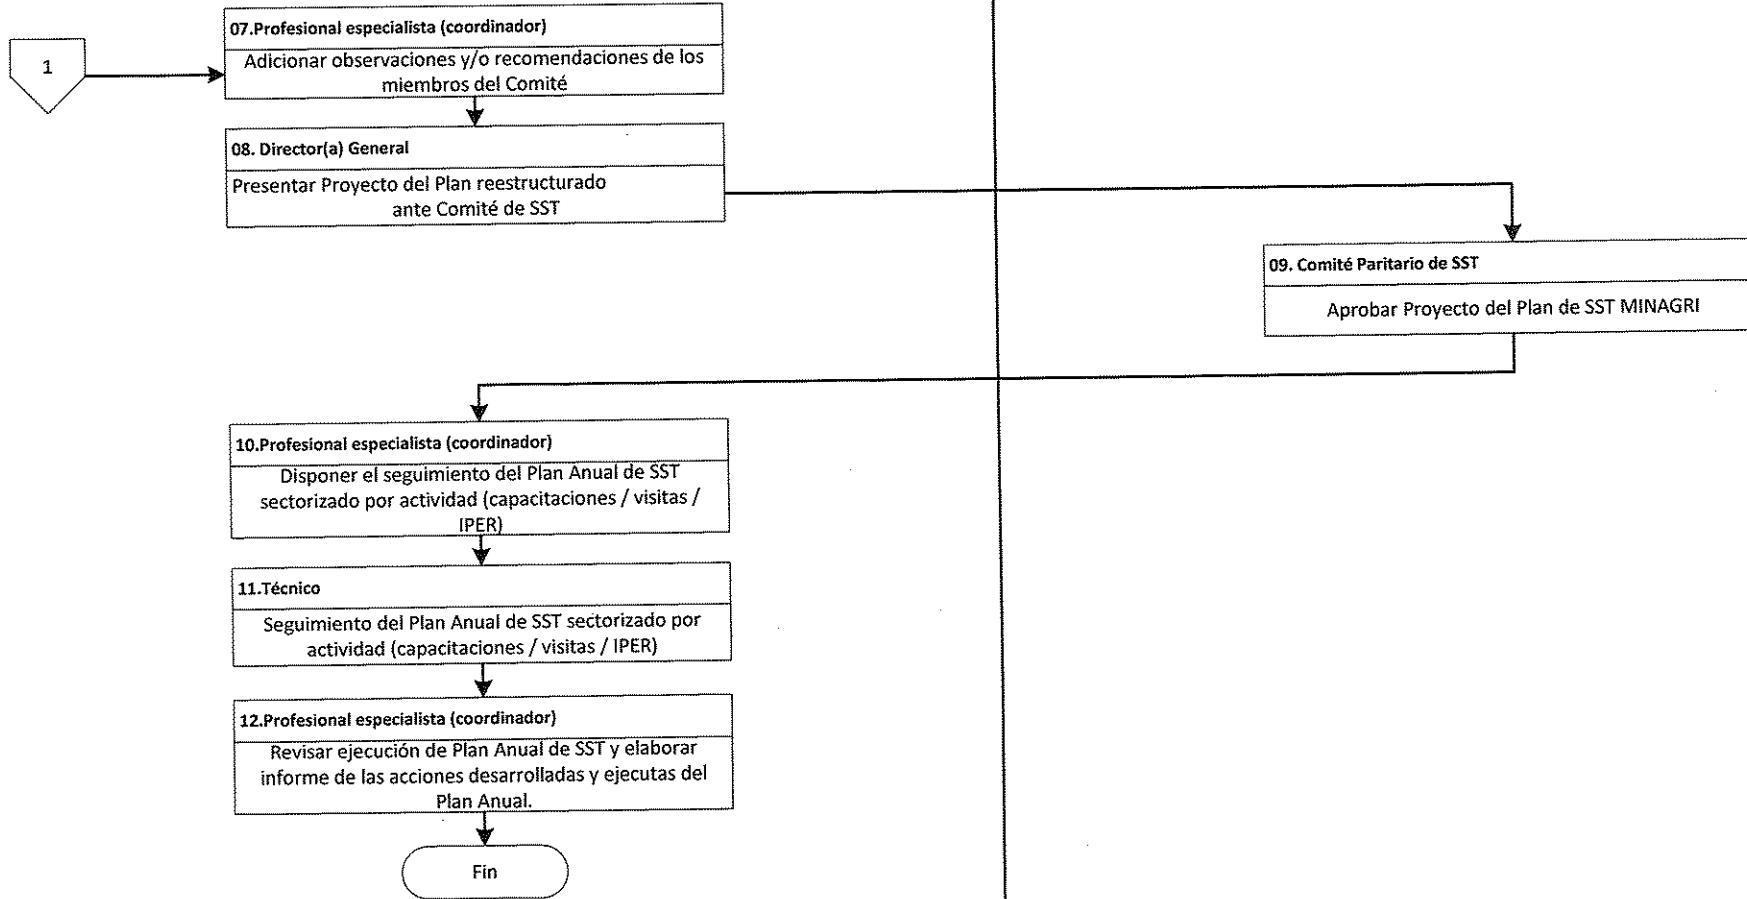 1
07.Profesional especialista (coordinador)
Adicionar observaciones y/o recomendaciones de los
miembros del Comité
08. Director(a) General
Presentar Proyecto del Plan reestructurado
ante Comité de SST
09. Comité Paritario de SST
Aprobar Proyecto del Plan de SST MINAGRI
10.Profesional especialista (coordinador)
Disponer el seguimiento del Plan Anual de SST
sectorizado por actividad (capacitaciones / visitas /
IPER)
11.Técnico
Seguimiento del Plan Anual de SST sectorizado por
actividad (capacitaciones / visitas / IPER)
12.Profesional especialista (coordinador)
Revisar ejecución de Plan Anual de SST y elaborar
informe de las acciones desarrolladas y ejecutas del
Plan Anual.
Fin